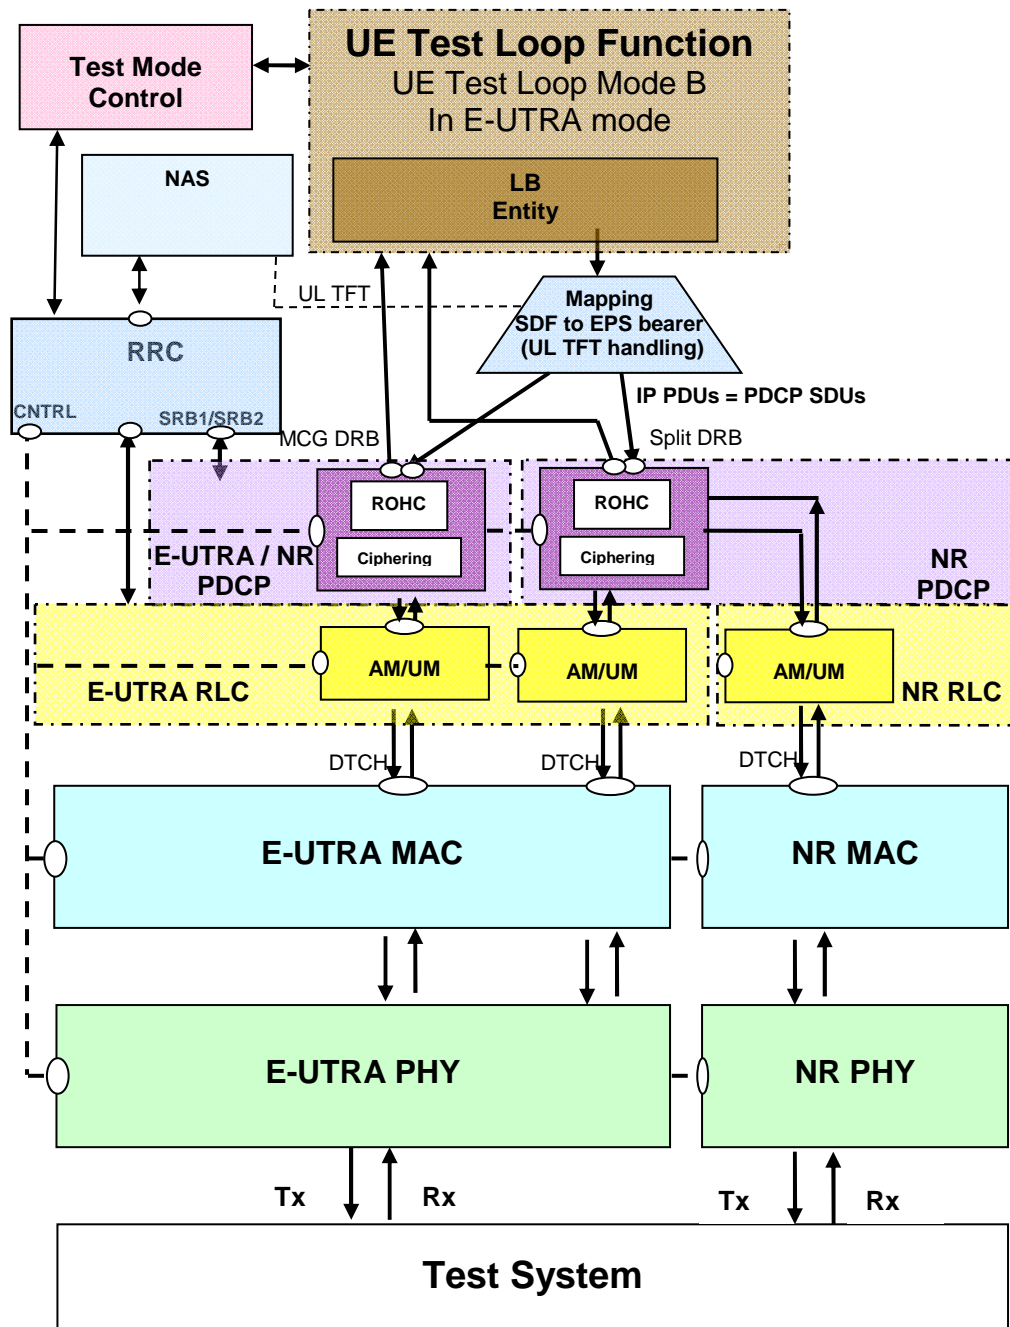 UE Test Loop Function
UE Test Loop Mode B
In E-UTRA mode
Test Mode
Control
NAS
LB
Entity
UL TFT
Mapping
SDF to EPS bearer
(UL TFT handling)
RRC
CNTRL
SRB1/SRB2
IP PDUs = PDCP SDUs
MCG DRB
Split DRB
ROHC
ROHC
Ciphering
Ciphering
E-UTRA / NR
PDCP
NR
PDCP
AM/UM
AM/UM
AM/UM
E-UTRA RLC
NR RLC
DTCH
DTCH
DTCH
E-UTRA MAC
NR MAC
E-UTRA PHY
NR PHY
Tx
Rx
Tx
Rx
Test System